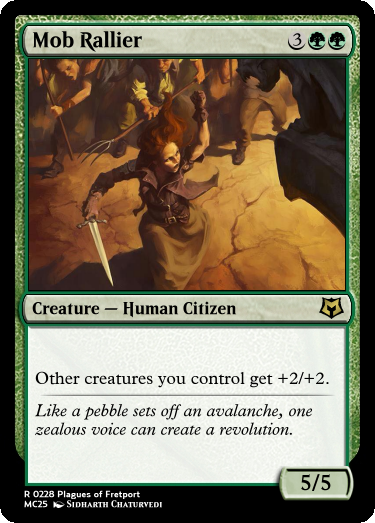 Mob Rallier 3
Creature — Human Citizen
Other creatures you control get +2/+2.
Like a pebble sets off an avalanche, one
zealous voice can create a revolution.
5/5
R 0228 Plagues of Fretport
MC25 Sidharth Chaturvedi